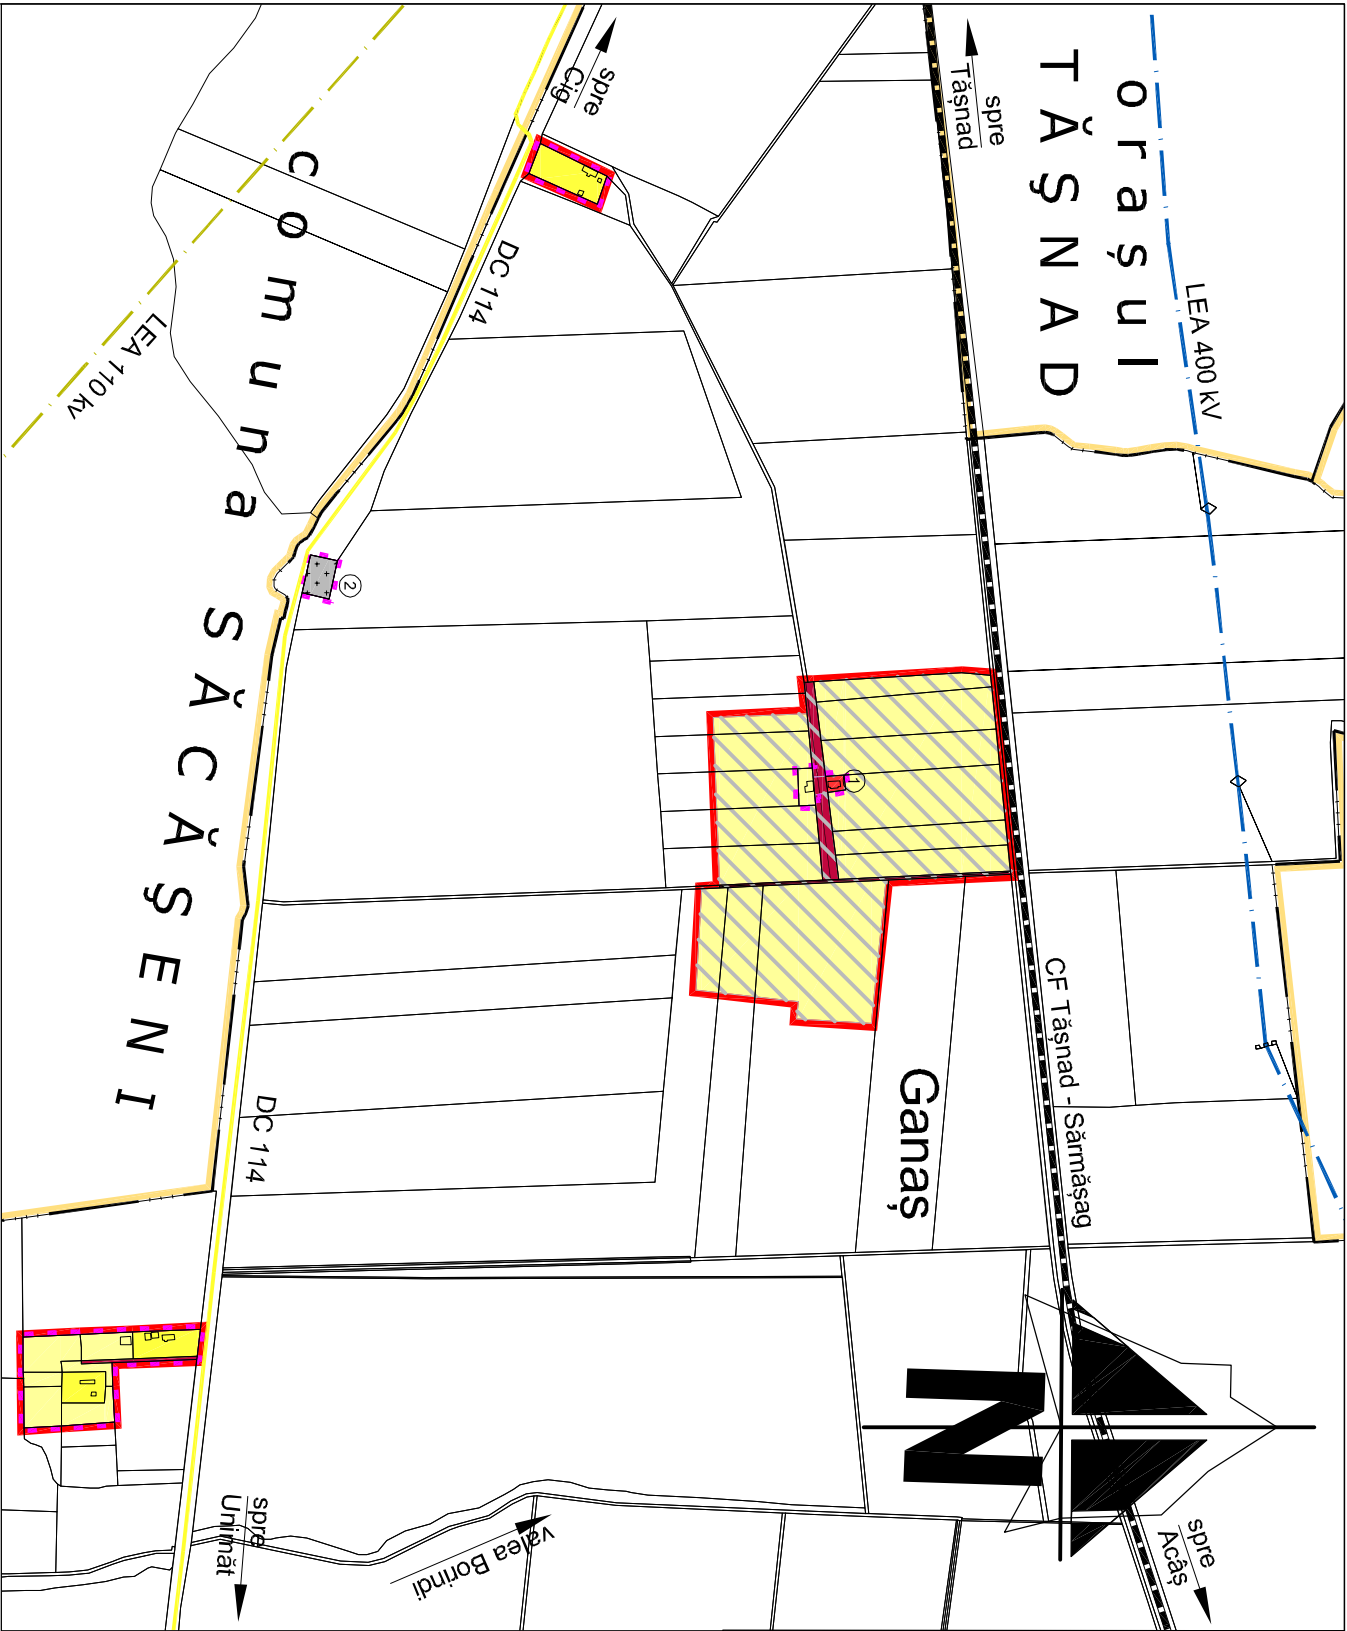 orașul
TĂȘNAD
LEA 400 kV
spre
Tășnad
spre
Cig
DC 114
comuna
SĂCĂȘENI
LEA 110 kv
2
1
D
CF Tășnad - Sărmășag
Ganaș
DC 114
N
spre
Acâș
valea Borindi
spre
Unimăt